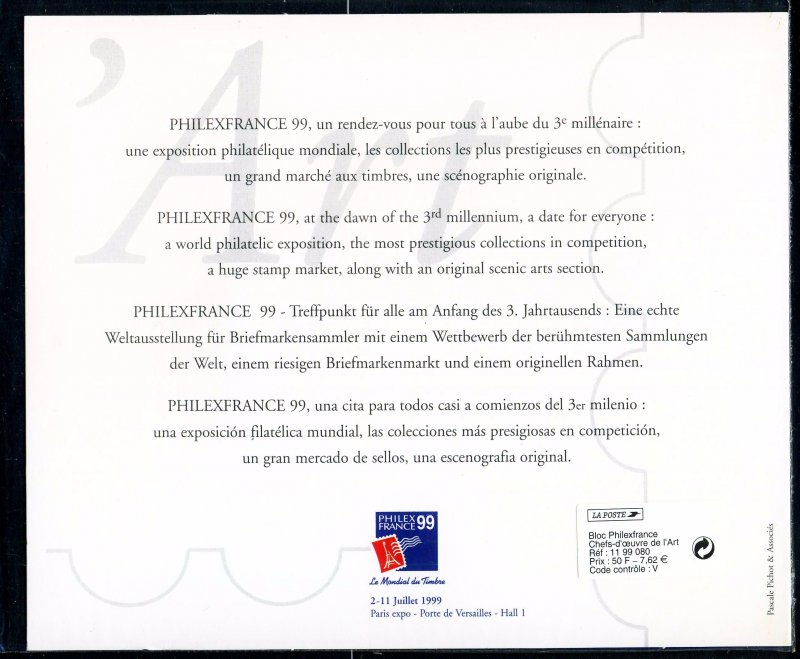 'Art
PHILEXFRANCE 99, un rendez-vous pour tous à l'aube du 3e millénaire :
une exposition philatélique mondiale, les collections les plus prestigieuses en compétition,
un grand marché aux timbres, une scénographie originale.
PHILEXFRANCE 99, at the dawn of the 3rd millennium, a date for everyone :
a world philatelic exposition, the most prestigious collections in competition,
a huge stamp market, along with an original scenic arts section.
PHILEXFRANCE 99 - Treffpunkt für alle am Anfang des 3. Jahrtausends : Eine echte
Weltausstellung für Briefmarkensammler mit einem Wettbewerb der berühmtesten Sammlungen
der Welt, einem riesigen Briefmarkenmarkt und einem originellen Rahmen.
PHILEXFRANCE 99, una cita para todos casi a comienzos del 3er milenio :
una exposición filatélica mundial, las colecciones más presigiosas en competición,
un gran mercado de sellos, una escenografia original.
PHILEX
FRANCE 99
Le Mondial du Timbre
2-11 Juillet 1999
Paris expo - Porte de Versailles - Hall 1
LA POSTE
Bloc Philexfrance
Chefs-d'œuvre de l'Art
Réf : 11 99 080
Prix : 50 F – 7,62 €
Code contrôle : V
Pascale Pichot & Associés